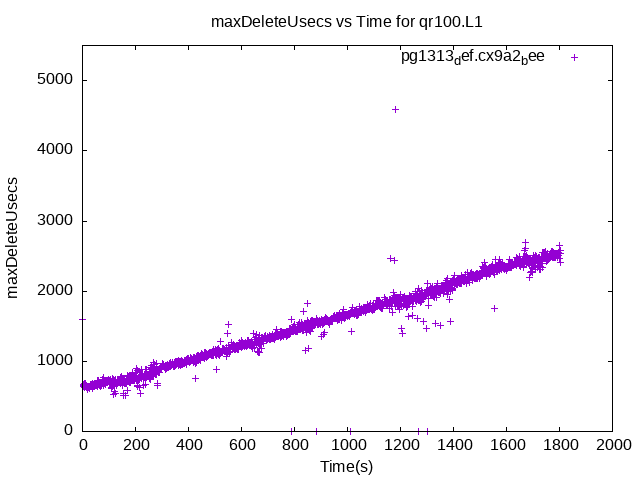 maxDeleteUsecs vs Time for qr100.L1
pg1313def.cx9a2bee
5000
4000
3000
2000
1000
0
maxDeleteUsecs
0 200 400 600 800 1000 1200 1400 1600 1800 2000
Time(s)